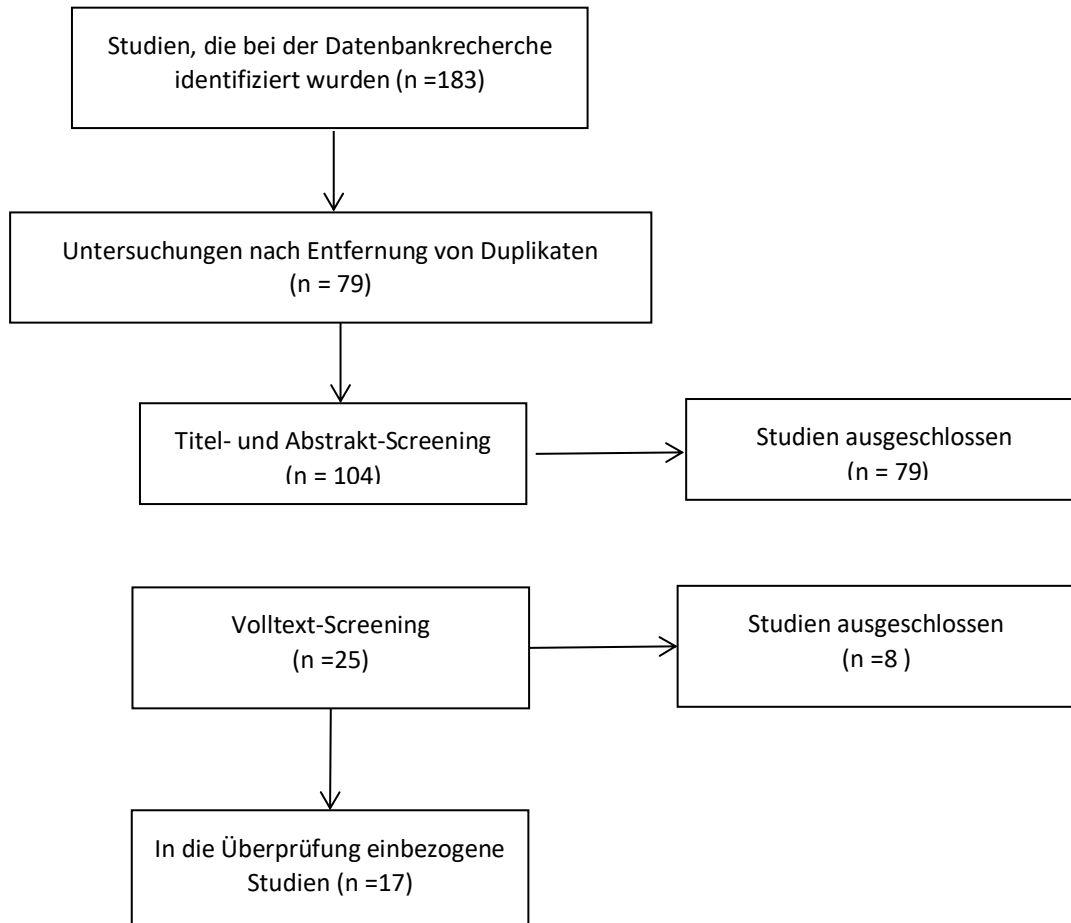 Studien, die bei der Datenbankrecherche
identifiziert wurden (n =183)
Untersuchungen nach Entfernung von Duplikaten
(n = 79)
Titel- und Abstrakt-Screening
(n = 104)
Studien ausgeschlossen
(n = 79)
Volltext-Screening
(n =25)
Studien ausgeschlossen
(n =8 )
In die Überprüfung einbezogene
Studien (n =17)